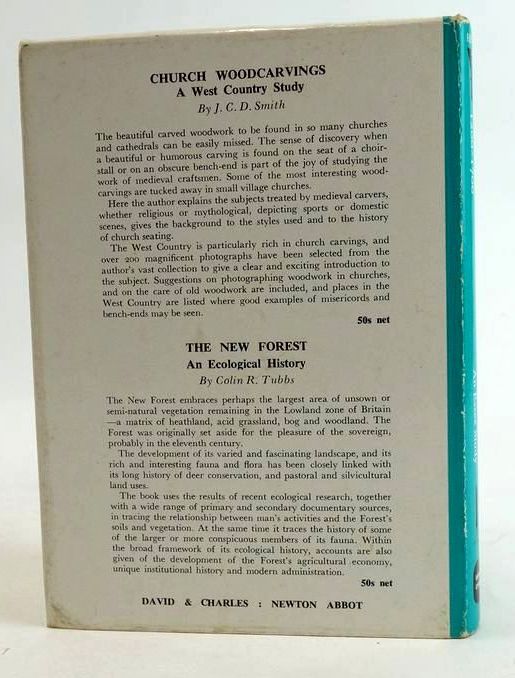 CHURCH WOODCARVINGS
A West Country Study
By J. C. D. Smith
The beautiful carved woodwork to be found in so many churches
and cathedrals can be easily missed. The sense of discovery when
a beautiful or humorous carving is found on the seat of a choir-
stall or on an obscure bench-end is part of the joy of studying the
work of medieval craftsmen. Some of the most interesting wood-
carvings are tucked away in small village churches.
Here the author explains the subjects treated by medieval carvers,
whether religious or mythological, depicting sports or domestic
scenes, gives the background to the styles used and to the history
of church seating.
The West Country is particularly rich in church carvings, and
over 200 magnificent photographs have been selected from the
author's vast collection to give a clear and exciting introduction to
the subject. Suggestions on photographing woodwork in churches,
and on the care of old woodwork are included, and places in the
West Country are listed where good examples of misericords and
bench-ends may be seen.
50s net
THE NEW FOREST
An Ecological History
By Colin R. Tubbs
The New Forest embraces perhaps the largest area of unsown or
semi-natural vegetation remaining in the Lowland zone of Britain
—a matrix of heathland, acid grassland, bog and woodland. The
Forest was originally set aside for the pleasure of the sovereign,
probably in the eleventh century.
The development of its varied and fascinating landscape, and its
rich and interesting fauna and flora has been closely linked with
its long history of deer conservation, and pastoral and silvicultural
land uses.
The book uses the results of recent ecological research, together
with a wide range of primary and secondary documentary sources,
in tracing the relationship between man's activities and the Forest's
soils and vegetation. At the same time it traces the history of some
of the larger or more conspicuous members of its fauna. Within
the broad framework of its ecological history, accounts are also
given of the development of the Forest's agricultural economy,
unique institutional history and modern administration.
50s net
DAVID & CHARLES : NEWTON ABBOT